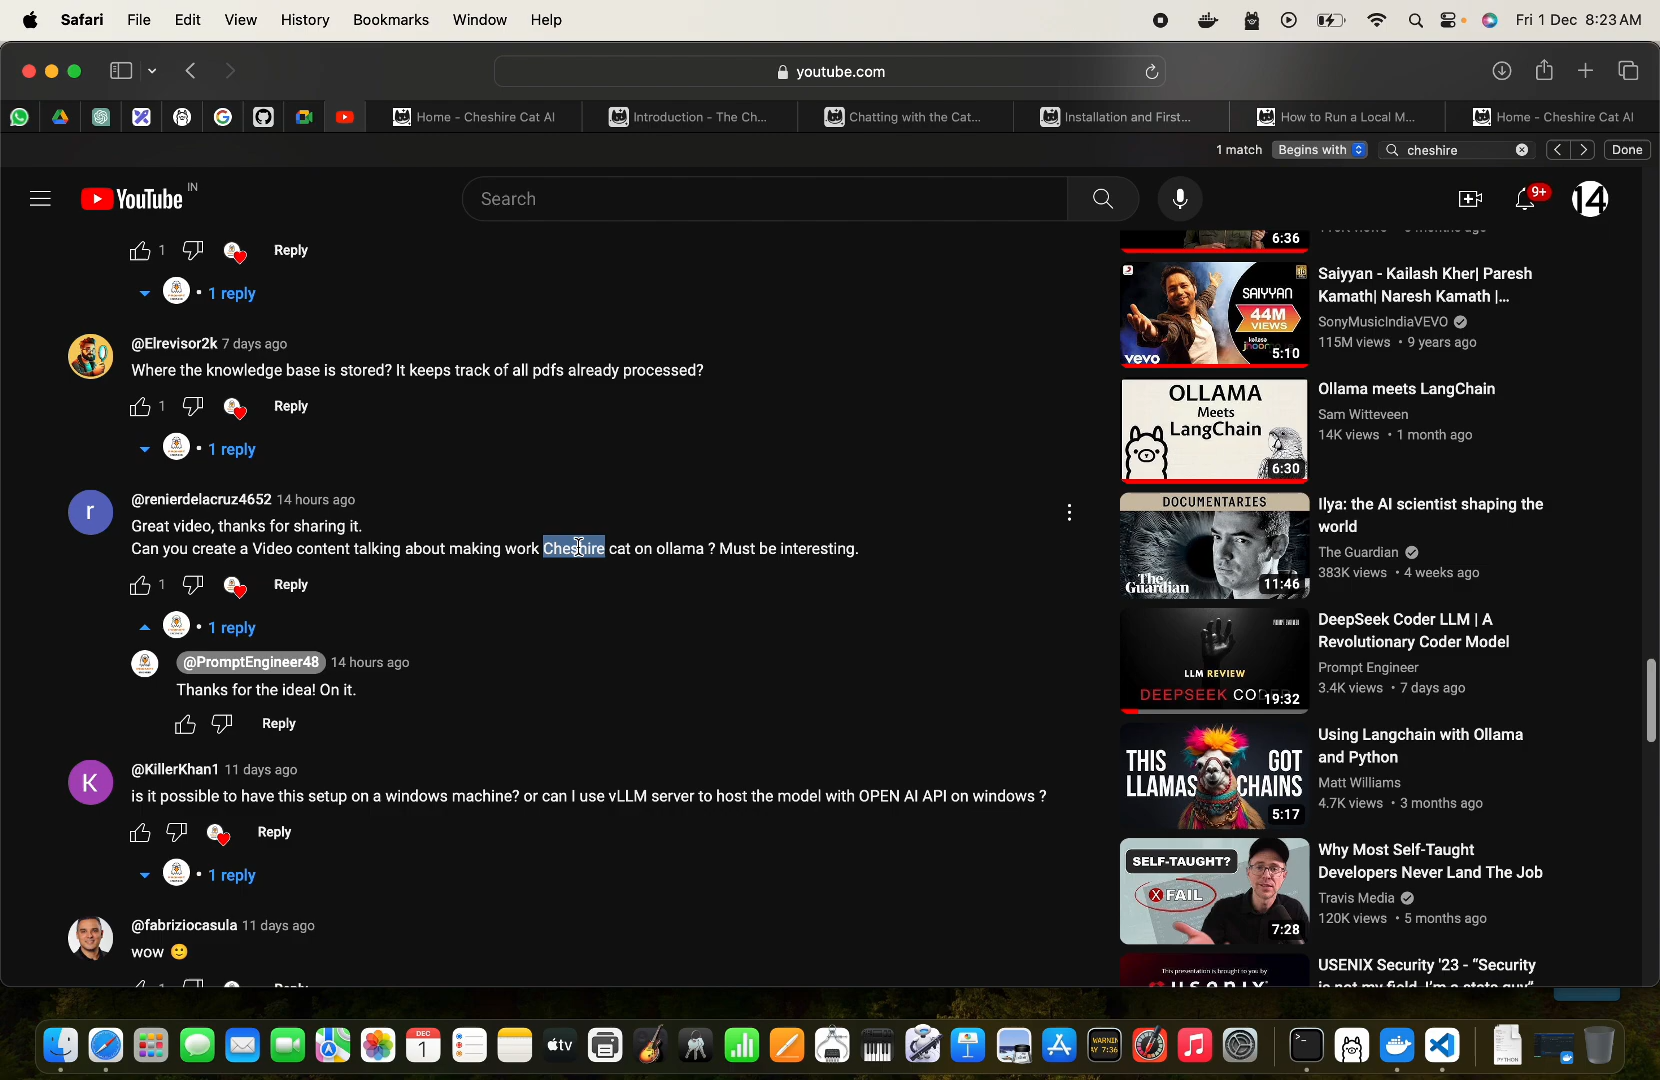 Safari File Edit View History Bookmarks Window Help Fri 1 Dec 8:23 AM
youtube.com
Home - Cheshire Cat AI Introduction - The Ch... Chatting with the Cat... Installation and First... How to Run a Local M... Home - Cheshire Cat AI
1 match Begins with cheshire Done
YouTube IN Search 9+ 14
1 Reply
1 reply
@Elrevisor2k 7 days ago
Where the knowledge base is stored? It keeps track of all pdfs already processed?
1 Reply
1 reply
@renierdelacruz4652 14 hours ago
Great video, thanks for sharing it.
Can you create a Video content talking about making work Cheshire cat on ollama ? Must be interesting.
1 Reply
1 reply
@PromptEngineer48 14 hours ago
Thanks for the idea! On it.
Reply
K @KillerKhan1 11 days ago
is it possible to have this setup on a windows machine? or can I use vLLM server to host the model with OPEN AI API on windows ?
Reply
1 reply
@fabriziocasula 11 days ago
wow 🙂
6:36
Saiyyan - Kailash Kher| Paresh
Kamath| Naresh Kamath |...
SonyMusicIndiaVEVO
115M views • 9 years ago
SAIYYAN
44M
VIEWS
vevo
5:10
OLLAMA
Meets
LangChain
6:30
Ollama meets LangChain
Sam Witteveen
14K views • 1 month ago
DOCUMENTARIES
The
Guardian
11:46
Ilya: the AI scientist shaping the
world
The Guardian
383K views • 4 weeks ago
LLM REVIEW
DEEPSEEK
19:32
DeepSeek Coder LLM | A
Revolutionary Coder Model
Prompt Engineer
3.4K views • 7 days ago
THIS GOT
LLAMAS CHAINS
5:17
Using Langchain with Ollama
and Python
Matt Williams
4.7K views • 3 months ago
SELF-TAUGHT?
FAIL
7:28
Why Most Self-Taught
Developers Never Land The Job
Travis Media
120K views • 5 months ago
This presentation is brought to you by
USENIX Security '23 - “Security
DEC
1
tv
PYTHON